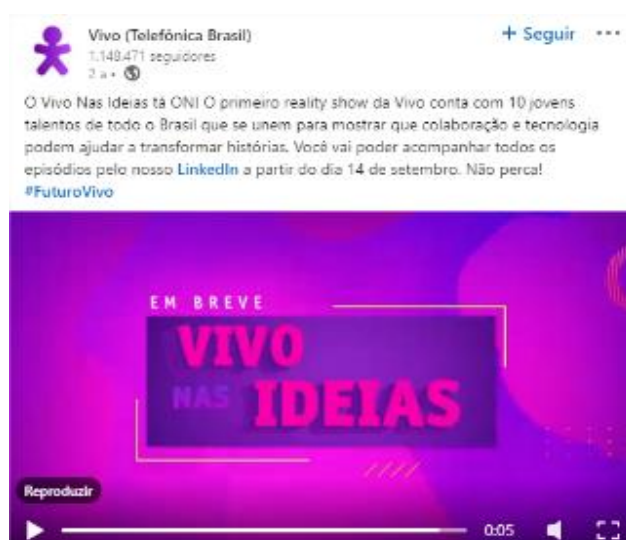 Vivo (Telefônica Brasil)
+ Seguir
1.148.471 seguidores
2 a •
O Vivo Nas Ideias tá ON! O primeiro reality show da Vivo conta com 10 jovens
talentos de todo o Brasil que se unem para mostrar que colaboração e tecnologia
podem ajudar a transformar histórias. Você vai poder acompanhar todos os
episódios pelo nosso LinkedIn a partir do dia 14 de setembro. Não perca!
#FuturoVivo
EM BREVE
VIVO
NAS IDEIAS
Reproduzir
0:05